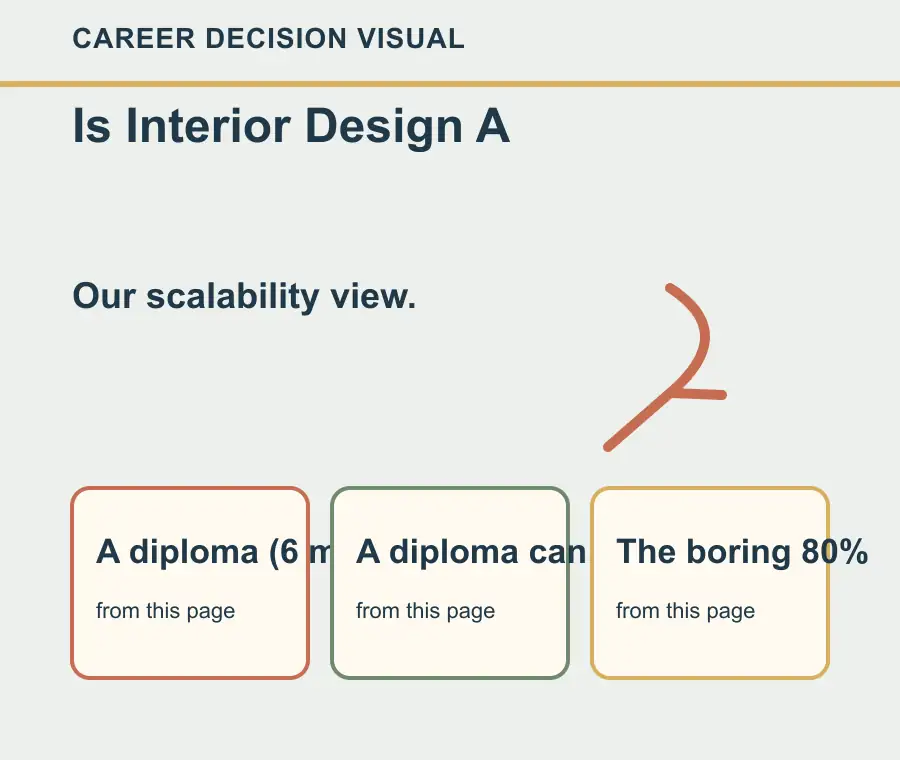 CAREER DECISION VISUAL
Is Interior Design A
Our scalability view.
A diploma (6 m
A diploma can
The boring 80%
from this page
from this page
from this page